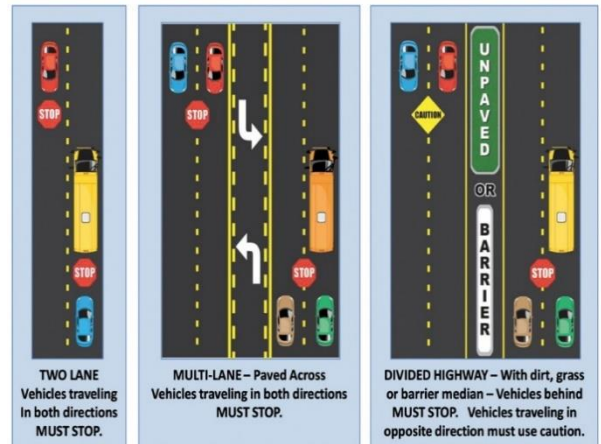 STOP
STOP
TWO LANE
Vehicles traveling
In both directions
MUST STOP.
STOP
STOP
MULTI-LANE – Paved Across
Vehicles traveling in both directions
MUST STOP.
CAUTION
UNPAVED
OR
BARRIER
STOP
DIVIDED HIGHWAY – With dirt, grass
or barrier median – Vehicles behind
MUST STOP. Vehicles traveling in
opposite direction must use caution.